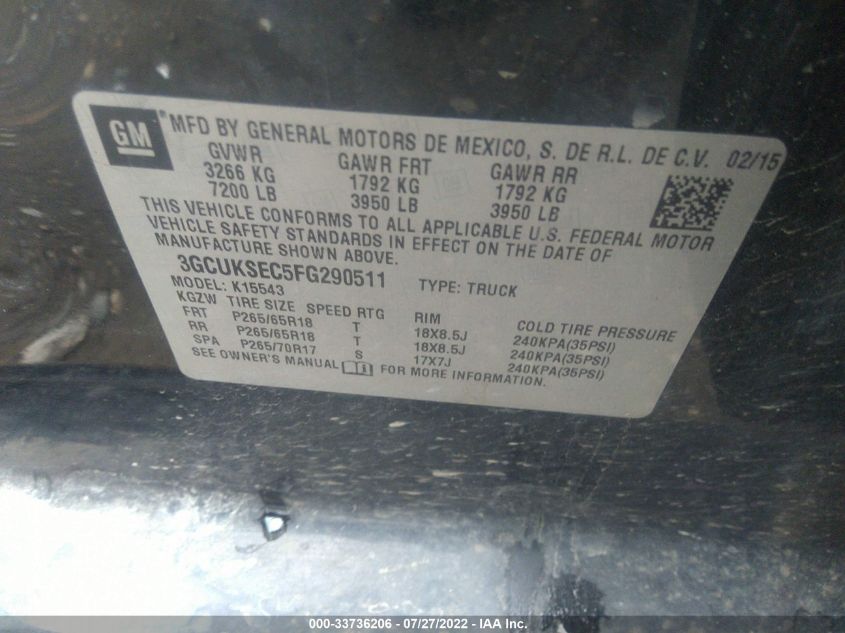 GM
® MFD BY GENERAL MOTORS DE MEXICO, S. DE R.L. DE C.V. 02/15
GVWR GAWR FRT GAWR RR
3266 KG 1792 KG 1792 KG
7200 LB 3950 LB 3950 LB
THIS VEHICLE CONFORMS TO ALL APPLICABLE U.S. FEDERAL MOTOR
VEHICLE SAFETY STANDARDS IN EFFECT ON THE DATE OF
MANUFACTURE SHOWN ABOVE.
3GCUKSEC5FG290511 TYPE: TRUCK
MODEL: K15543
KGZW TIRE SIZE SPEED RTG RIM COLD TIRE PRESSURE
FRT P265/65R18 T 18X8.5J 240KPA(35PSI)
RR P265/65R18 T 18X8.5J 240KPA(35PSI)
SPA P265/70R17 S 17X7J 240KPA(35PSI)
SEE OWNER'S MANUAL FOR MORE INFORMATION.
000-33736206 - 07/27/2022 - IAA Inc.